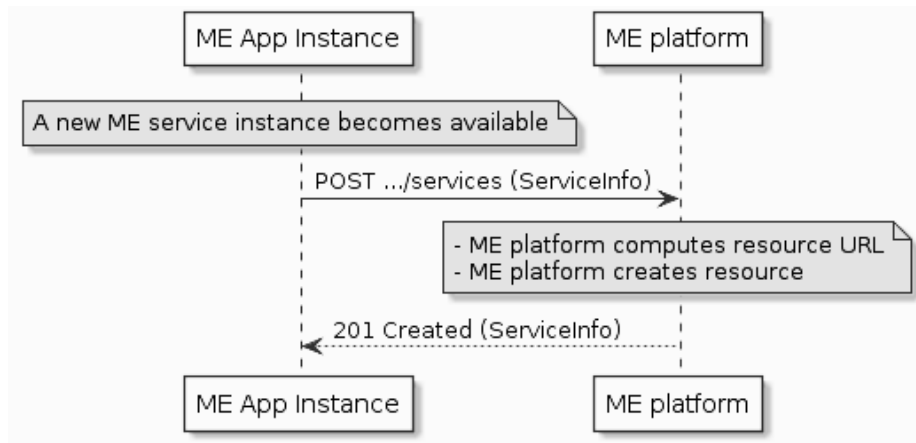 ME App Instance
ME platform
A new ME service instance becomes available
POST .../services (ServiceInfo)
- ME platform computes resource URL
- ME platform creates resource
201 Created (ServiceInfo)
ME App Instance
ME platform